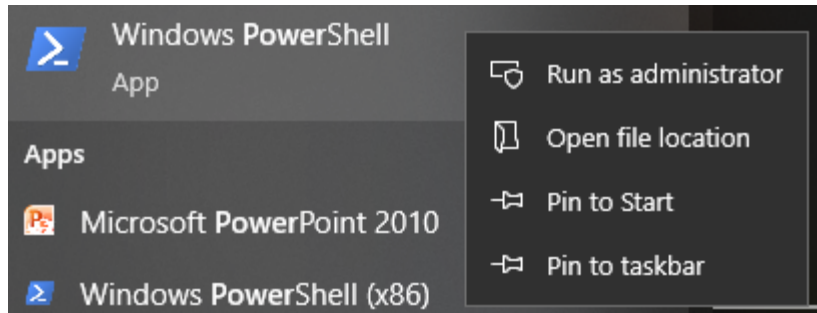 Windows PowerShell
App
Apps
Microsoft PowerPoint 2010
Windows PowerShell (x86)
Run as administrator
Open file location
Pin to Start
Pin to taskbar